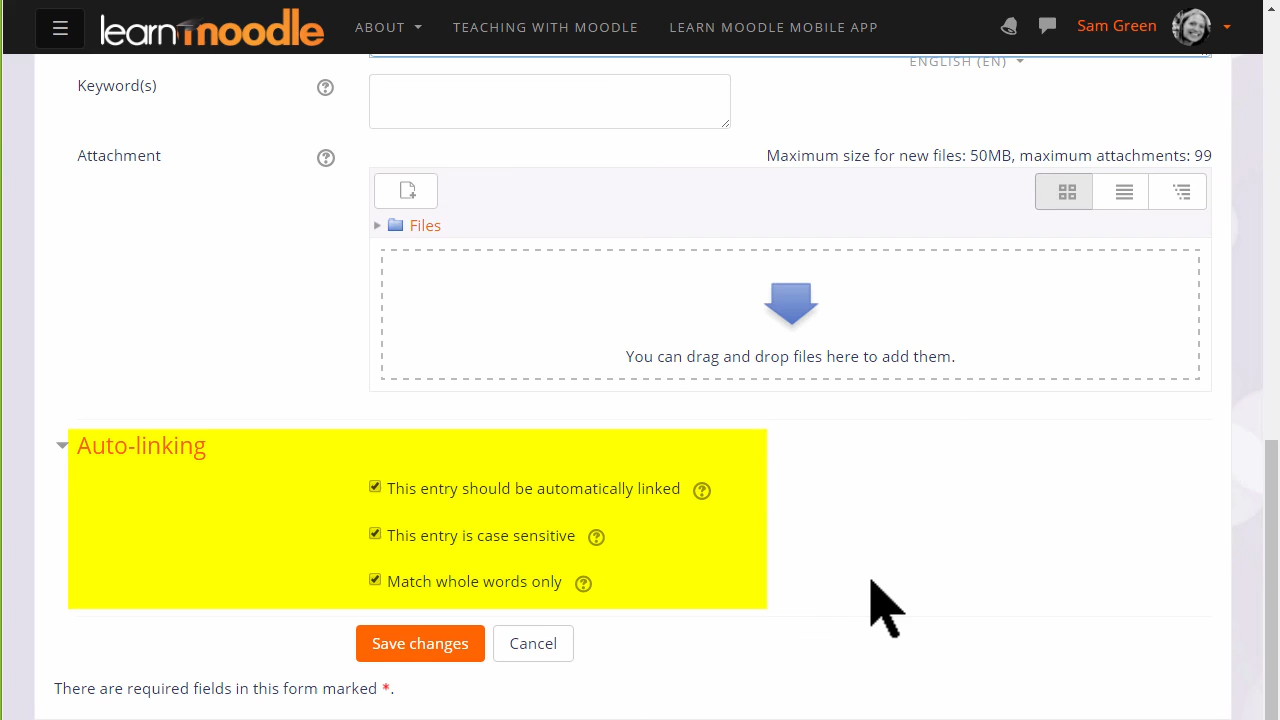 learn moodle ABOUT TEACHING WITH MOODLE LEARN MOODLE MOBILE APP Sam Green
ENGLISH (EN)
Keyword(s)
Attachment Maximum size for new files: 50MB, maximum attachments: 99
Files
You can drag and drop files here to add them.
Auto-linking
This entry should be automatically linked
This entry is case sensitive
Match whole words only
Save changes Cancel
There are required fields in this form marked *.